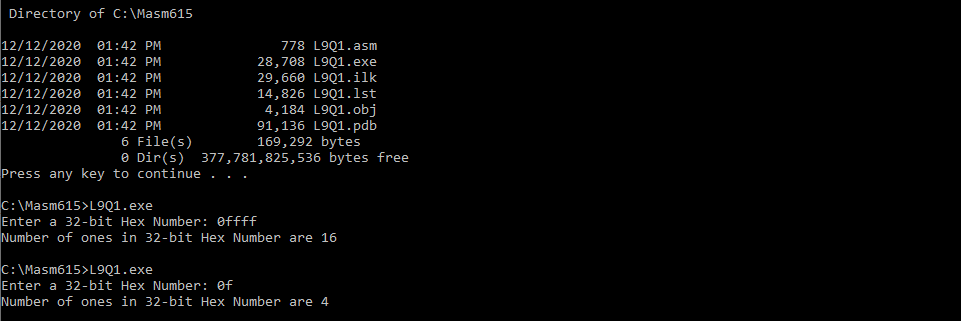 Directory of C:\Masm615
12/12/2020  01:42 PM               778 L9Q1.asm
12/12/2020  01:42 PM            28,708 L9Q1.exe
12/12/2020  01:42 PM            29,660 L9Q1.ilk
12/12/2020  01:42 PM            14,826 L9Q1.lst
12/12/2020  01:42 PM             4,184 L9Q1.obj
12/12/2020  01:42 PM            91,136 L9Q1.pdb
               6 File(s)        169,292 bytes
               0 Dir(s)  377,781,825,536 bytes free
Press any key to continue . . .
C:\Masm615>L9Q1.exe
Enter a 32-bit Hex Number: 0ffff
Number of ones in 32-bit Hex Number are 16
C:\Masm615>L9Q1.exe
Enter a 32-bit Hex Number: 0f
Number of ones in 32-bit Hex Number are 4